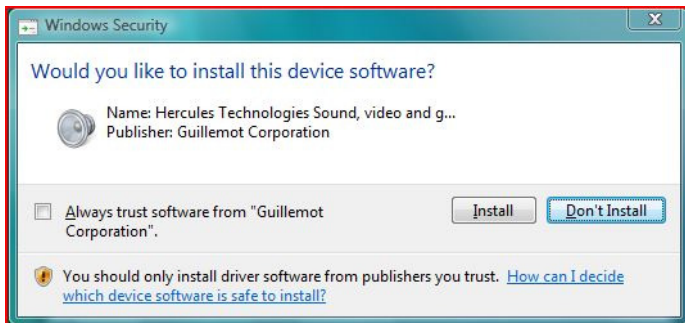 Windows Security
Would you like to install this device software?
Name: Hercules Technologies Sound, video and g...
Publisher: Guillemot Corporation
Always trust software from "Guillemot
Corporation".
Install
Don't Install
You should only install driver software from publishers you trust. How can I decide
which device software is safe to install?